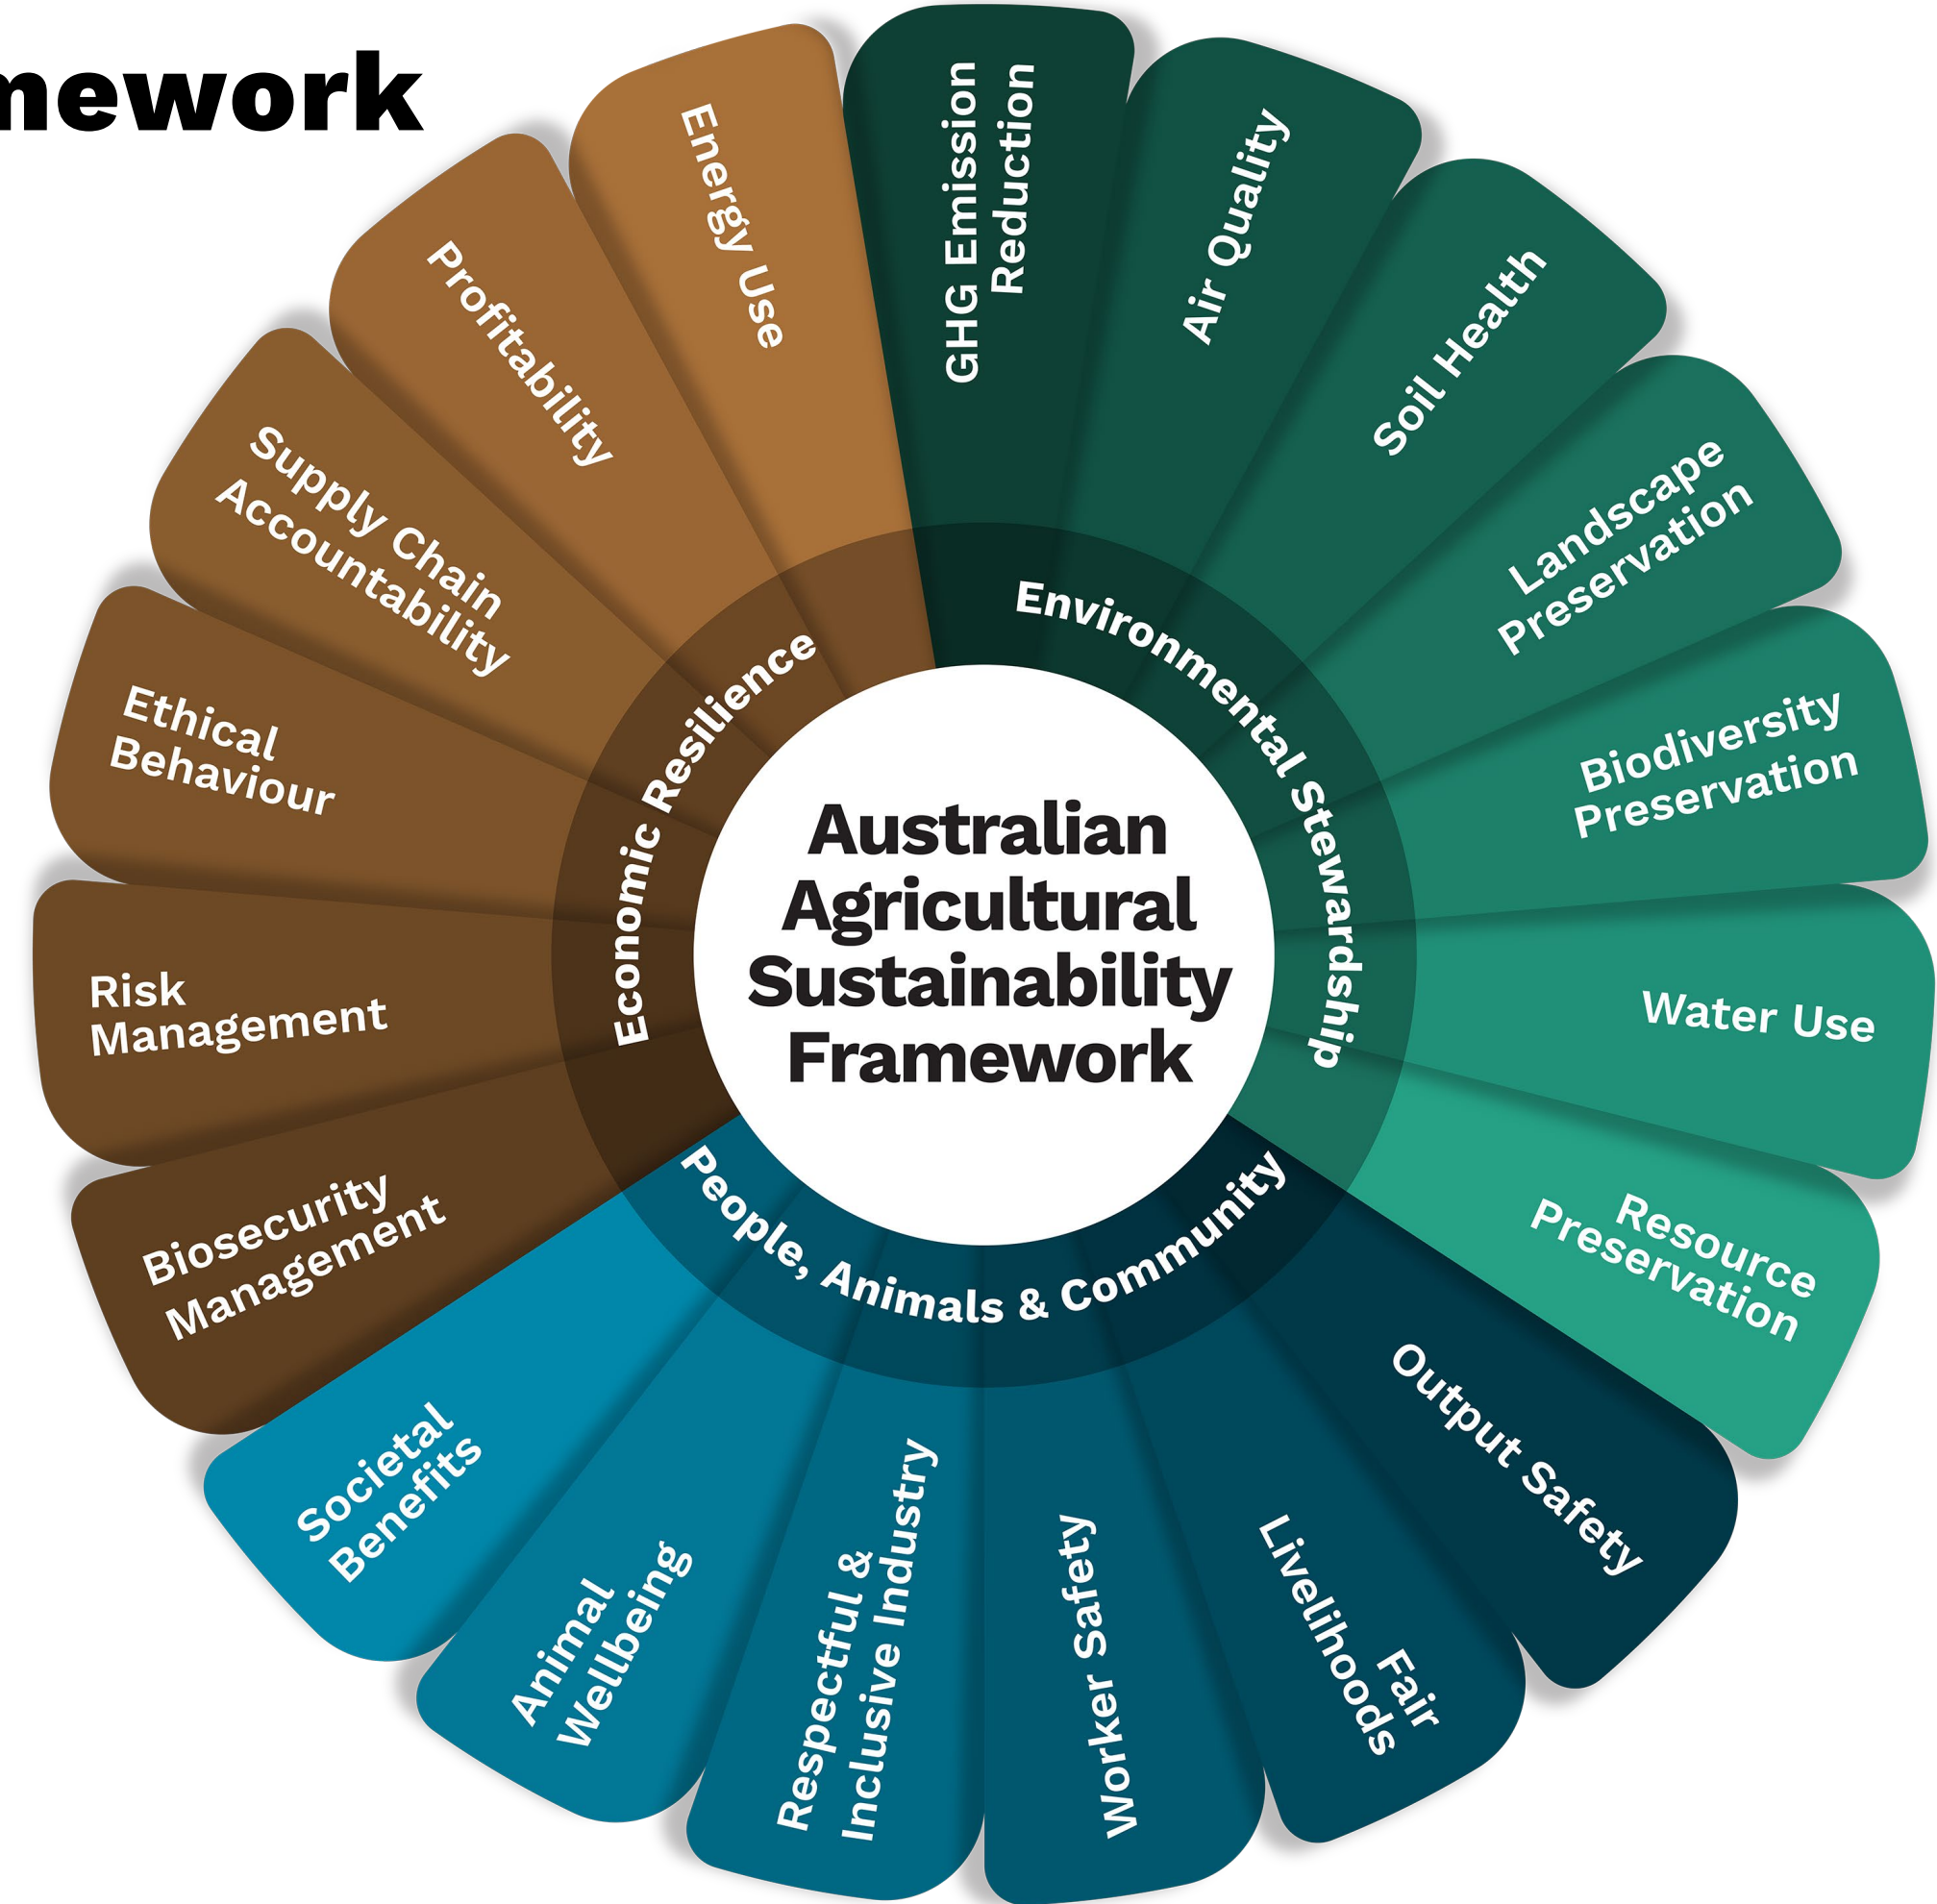 mework
Australian
Agricultural
Sustainability
Framework
Environmental Stewardship
GHG Emission
Reduction
Air Quality
Soil Health
Landscape
Preservation
Biodiversity
Preservation
Water Use
Resource
Preservation
People, Animals & Community
Output Safety
Fair
Livelihoods
Worker Safety
Respectful &
Inclusive Industry
Animal
Wellbeing
Societal
Benefits
Economic Resilience
Biosecurity
Management
Risk
Management
Ethical
Behaviour
Supply Chain
Accountability
Profitability
Energy Use